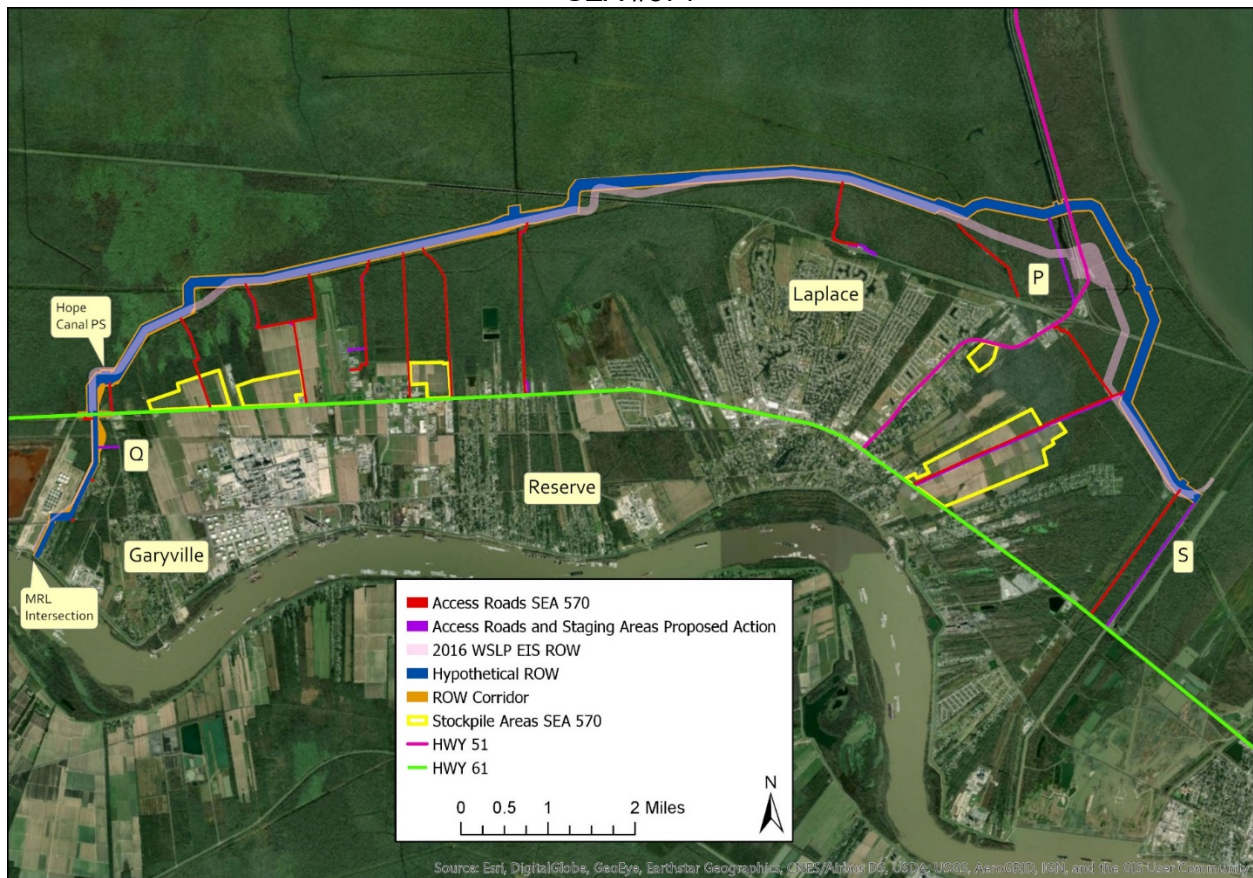 Hope
Canal PS
Laplace
P
Q
Reserve
Garyville
S
MRL
Intersection
Access Roads SEA 570
Access Roads and Staging Areas Proposed Action
2016 WSLP EIS ROW
Hypothetical ROW
ROW Corridor
Stockpile Areas SEA 570
HWY 51
HWY 61
N
0 0.5 1 2 Miles
Source: Esri, DigitalGlobe, GeoEye, Earthstar Geographics, CNES/Airbus DS, USDA, USGS, AeroGRID, IGN, and the GIS User Community